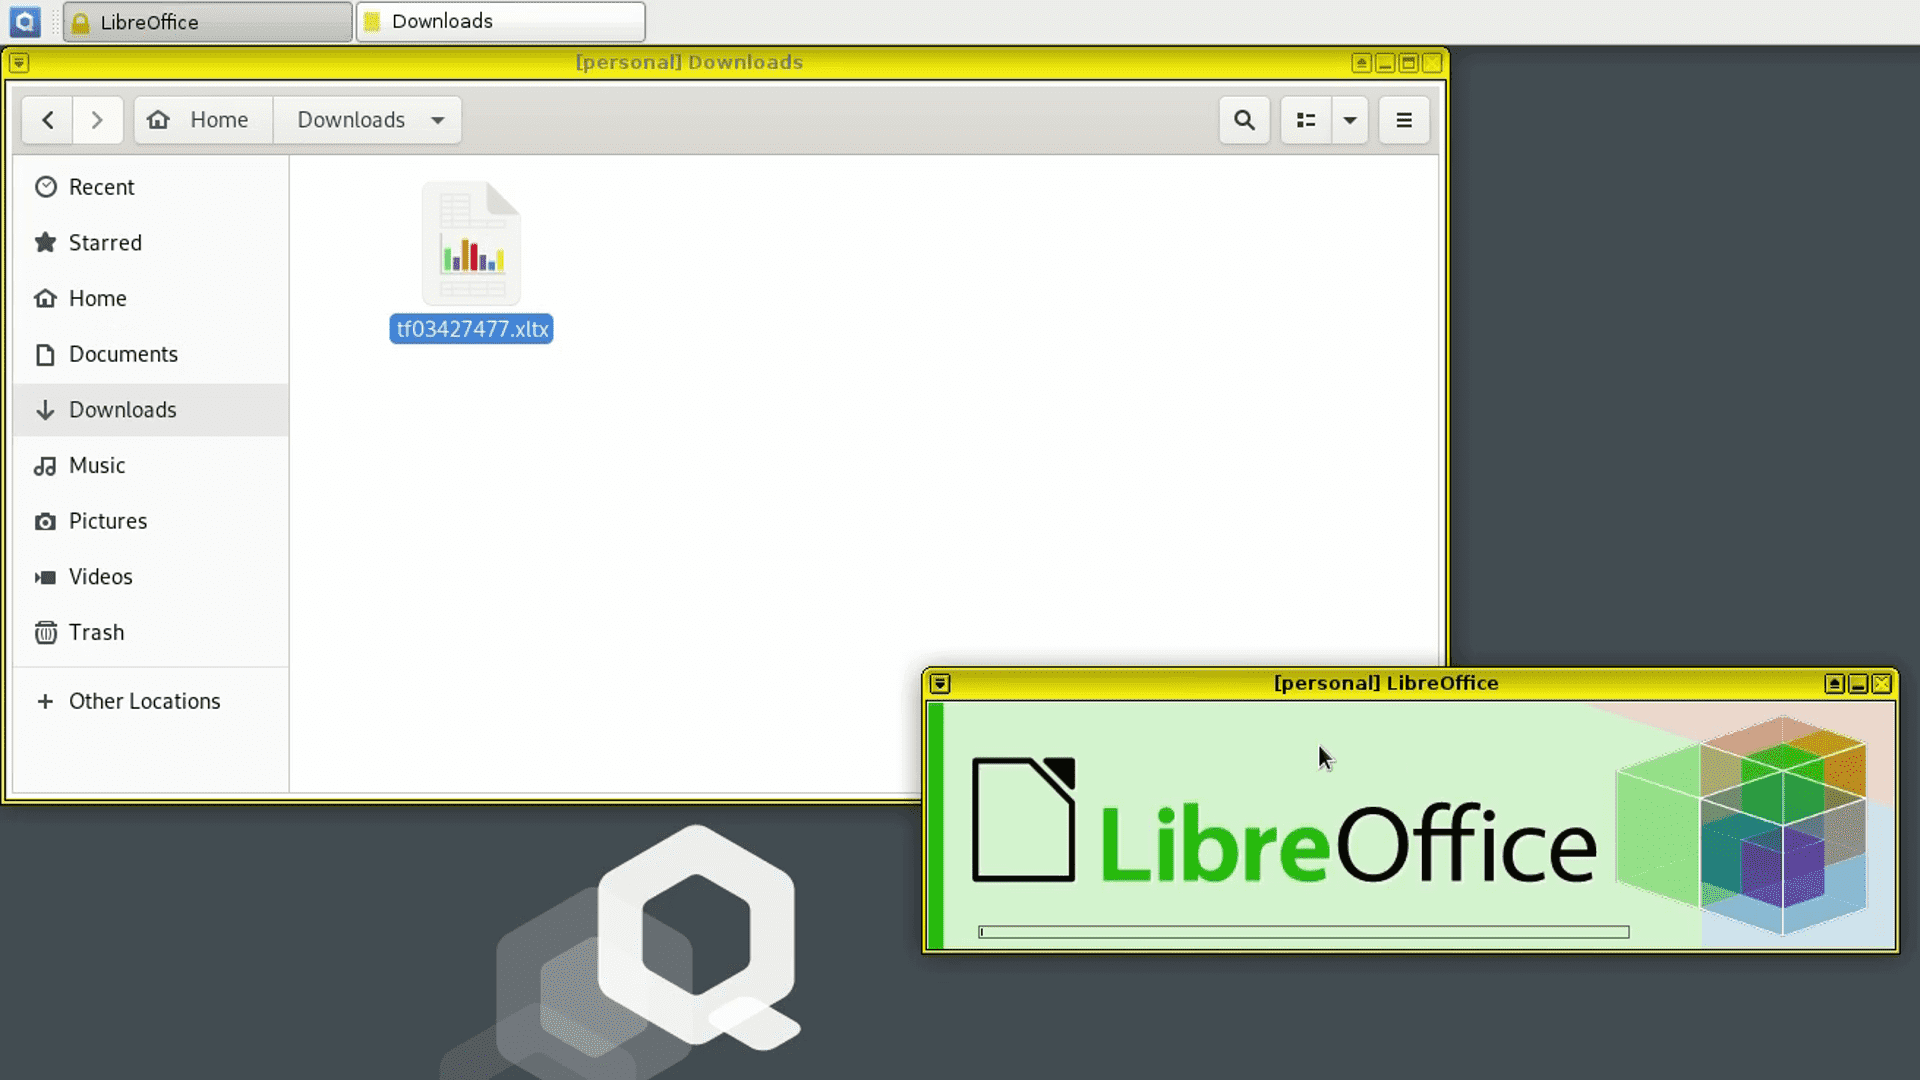 LibreOffice
Downloads
[personal] Downloads
Home
Downloads
Recent
Starred
Home
Documents
Downloads
Music
Pictures
Videos
Trash
Other Locations
tf03427477.xltx
[personal] LibreOffice
LibreOffice